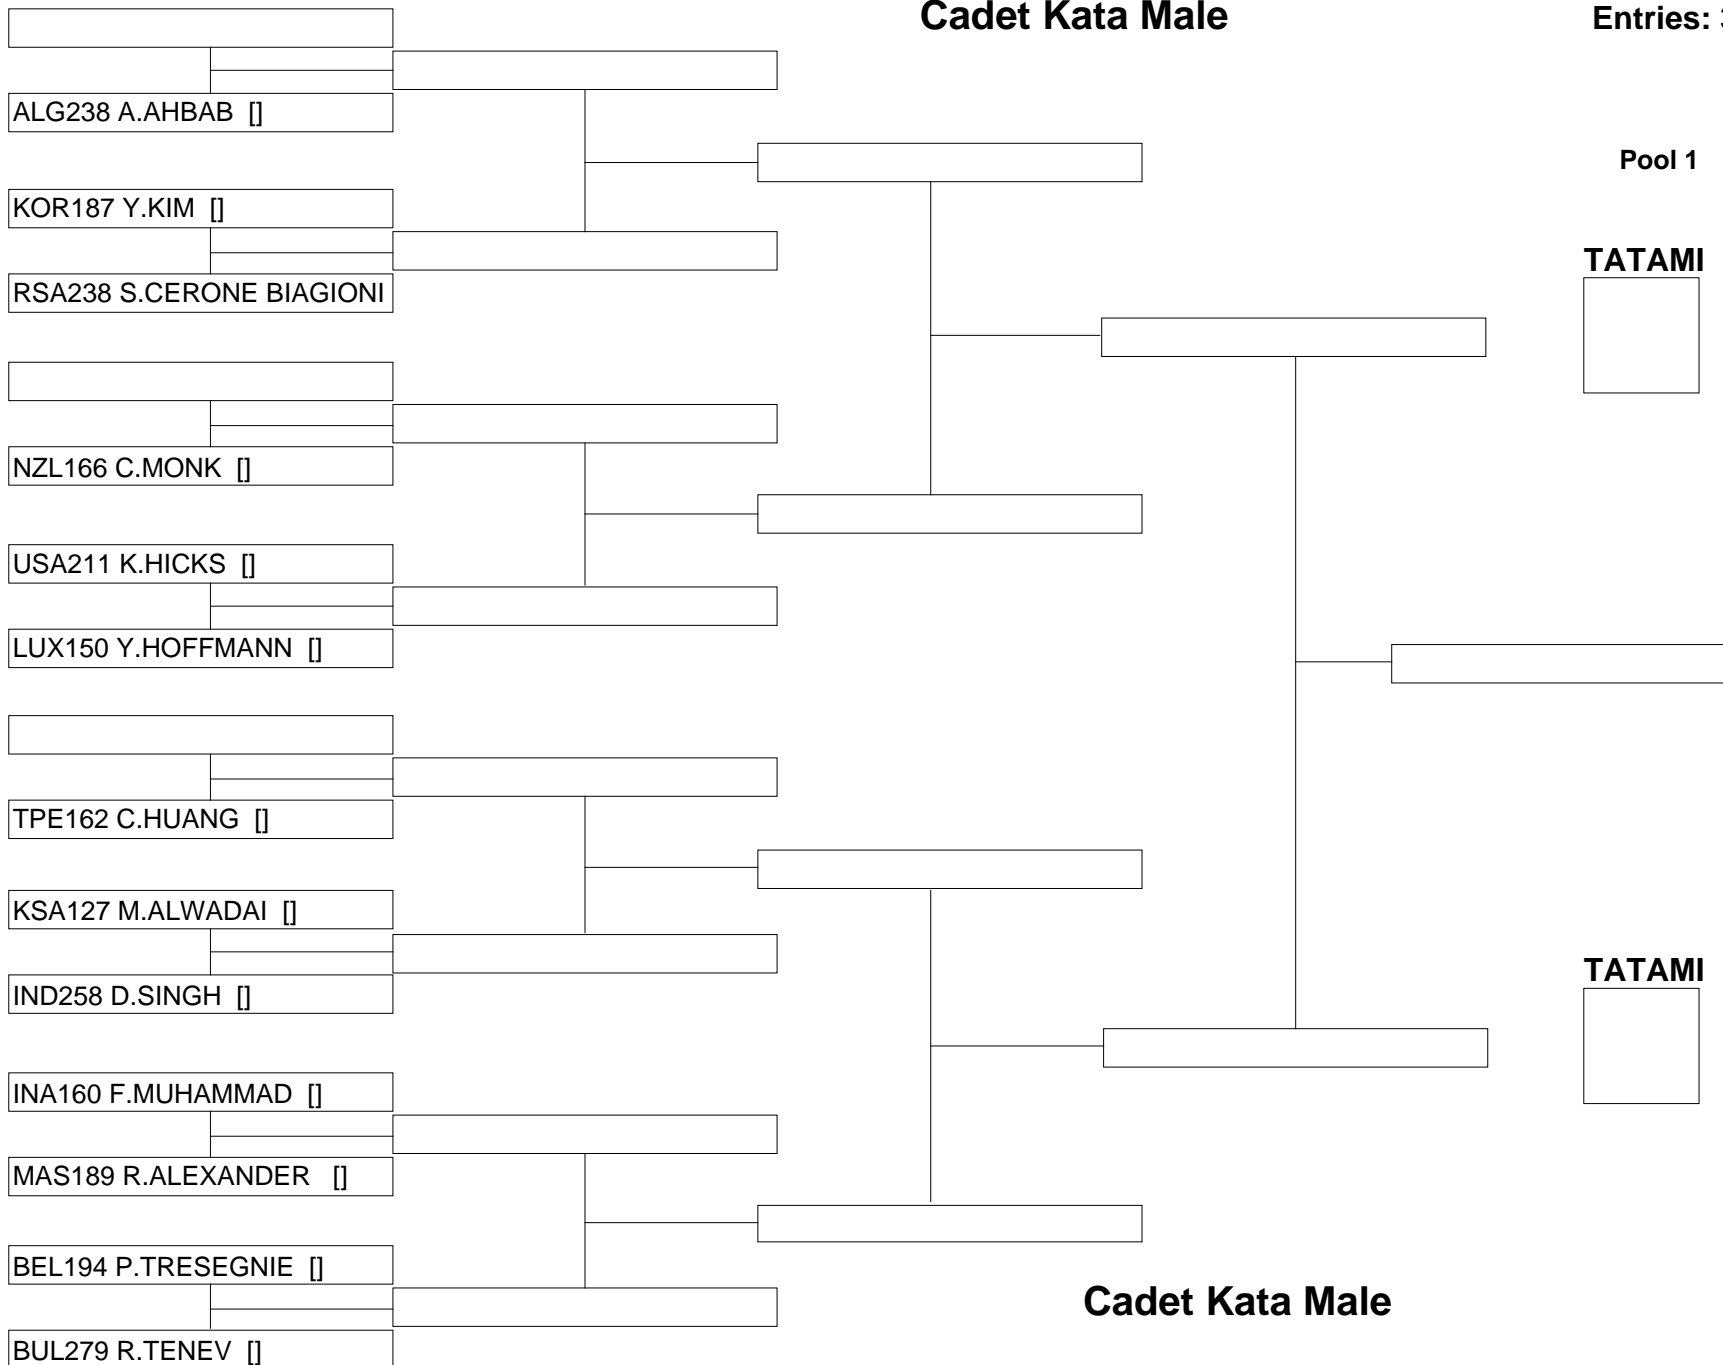 Cadet Kata Male
Entries: 3
ALG238 A.AHBAB []
Pool 1
KOR187 Y.KIM []
TATAMI
RSA238 S.CERONE BIAGIONI
NZL166 C.MONK []
USA211 K.HICKS []
LUX150 Y.HOFFMANN []
TPE162 C.HUANG []
KSA127 M.ALWADAI []
TATAMI
IND258 D.SINGH []
INA160 F.MUHAMMAD []
MAS189 R.ALEXANDER []
BEL194 P.TRESEGNIE []
Cadet Kata Male
BUL279 R.TENEV []